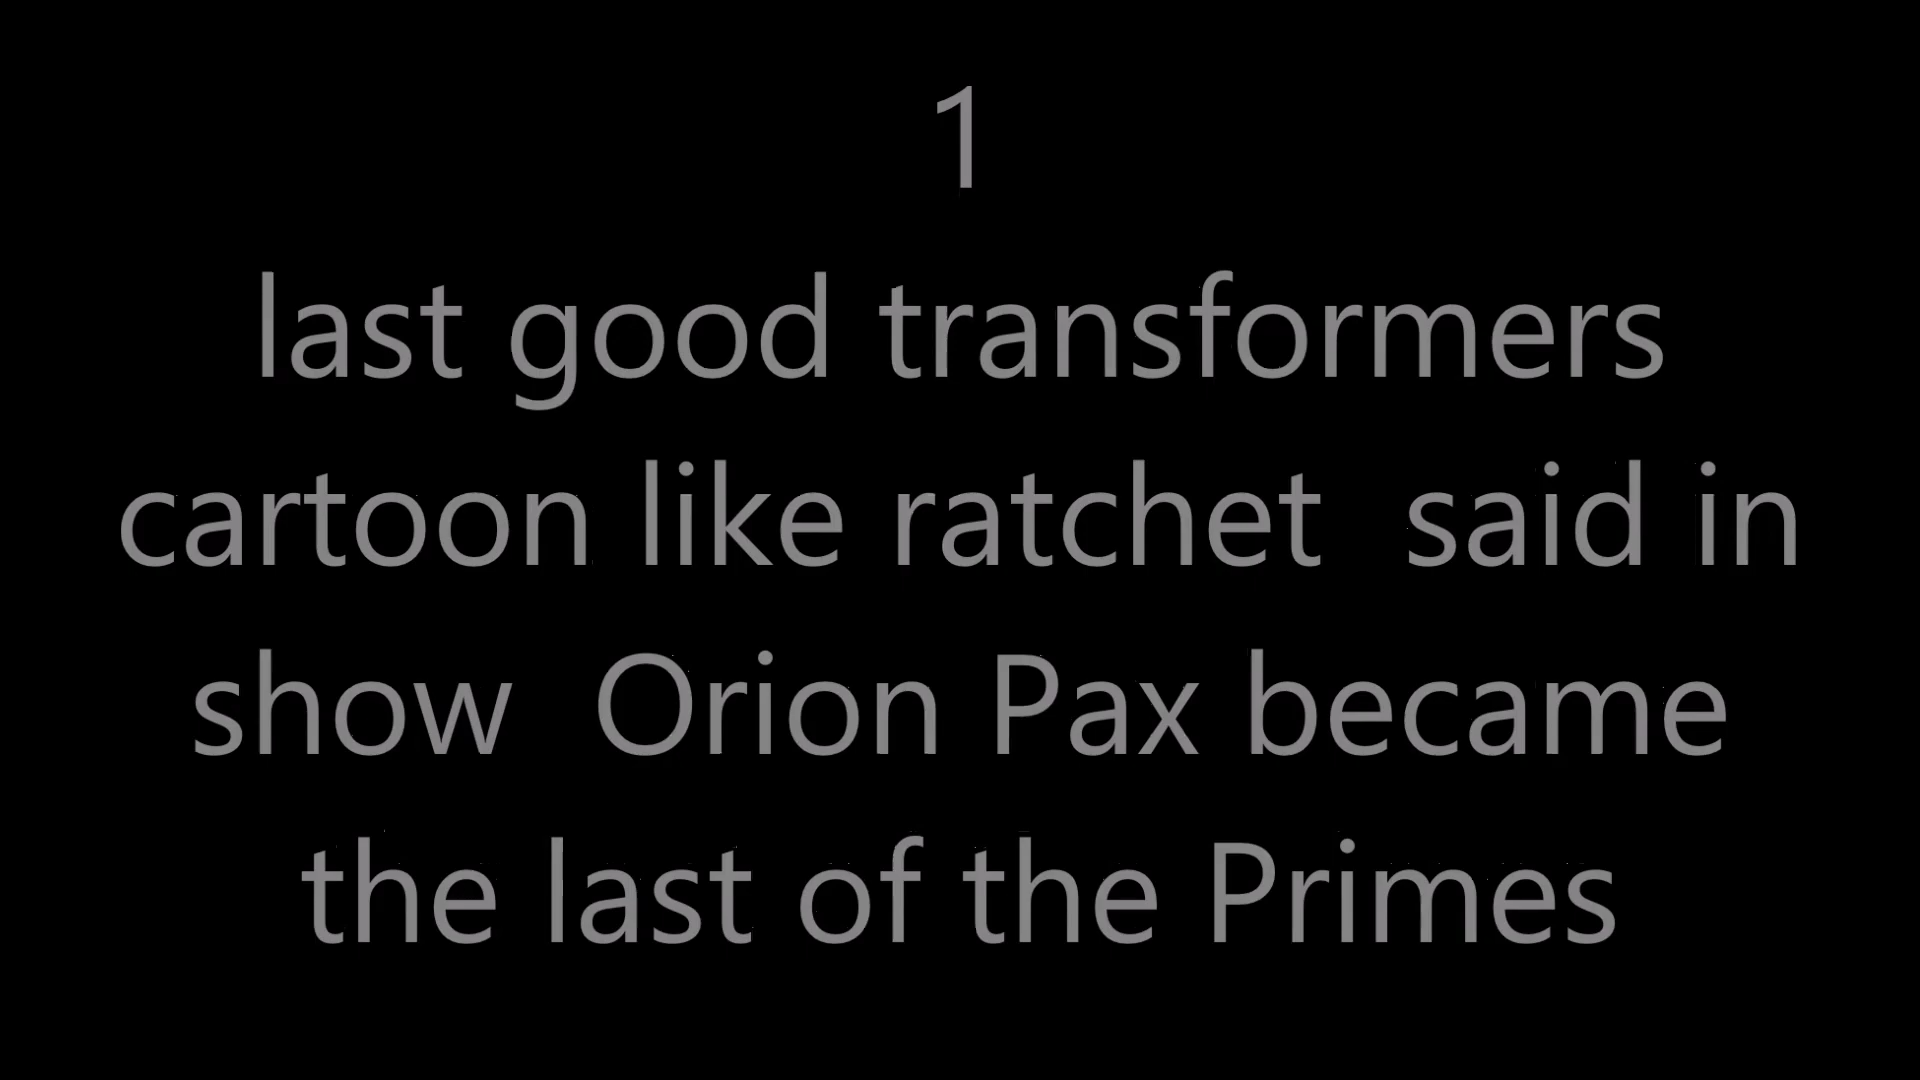 1
last good transformers
cartoon like ratchet  said in
show  Orion Pax became
the last of the Primes